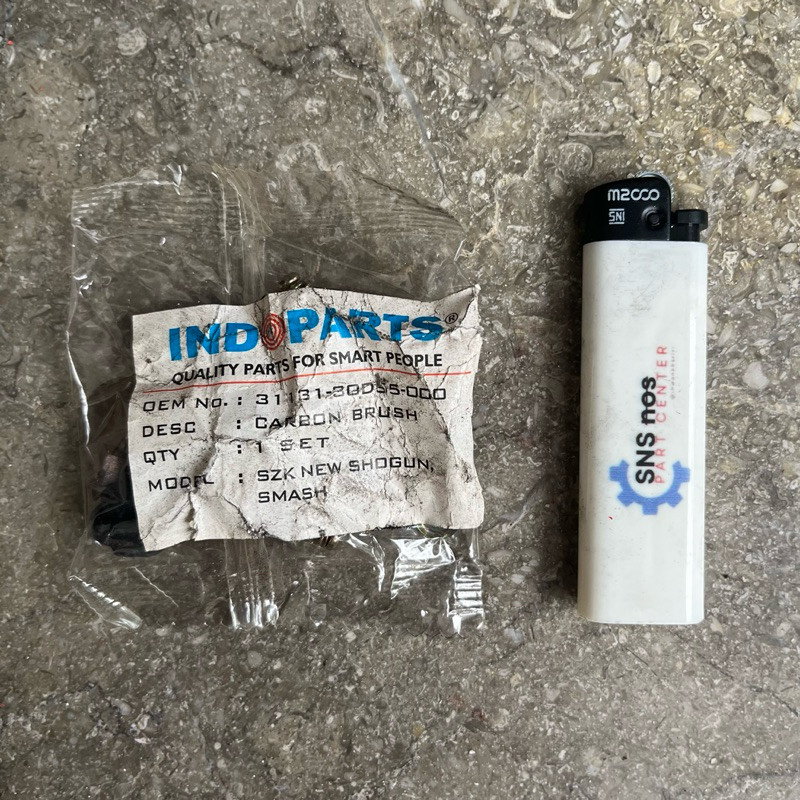 INDOPARTS®
QUALITY PARTS FOR SMART PEOPLE
OEM No. : 31131-30D55-000
DESC : CARBON BRUSH
QTY : 1 SET
MODEL : SZK NEW SHOGUN,
SMASH
M2000
SNI
SNS nos
PART CENTER